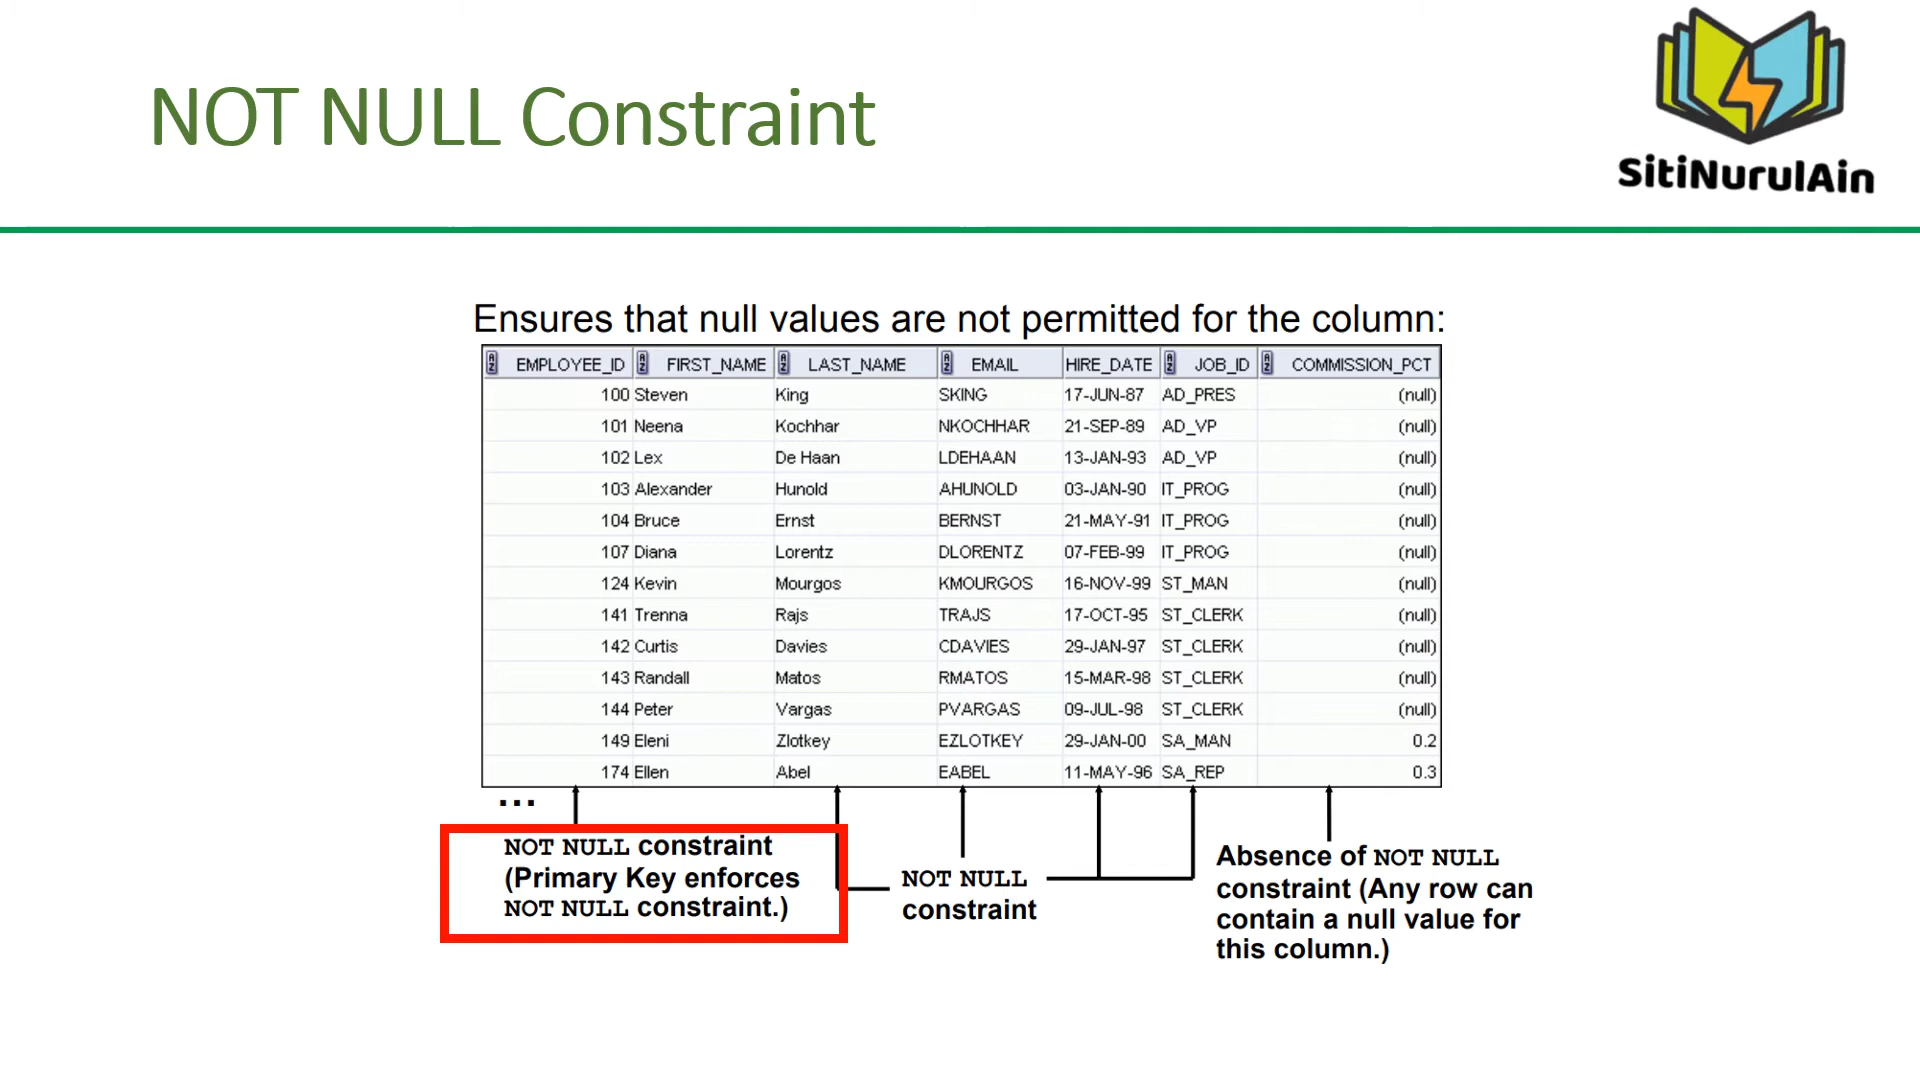 NOT NULL Constraint
SitiNurulAin
Ensures that null values are not permitted for the column:
EMPLOYEE_ID FIRST_NAME LAST_NAME EMAIL HIRE_DATE JOB_ID COMMISSION_PCT
100 Steven King SKING 17-JUN-87 AD_PRES (null)
101 Neena Kochhar NKOCHHAR 21-SEP-89 AD_VP (null)
102 Lex De Haan LDEHAAN 13-JAN-93 AD_VP (null)
103 Alexander Hunold AHUNOLD 03-JAN-90 IT_PROG (null)
104 Bruce Ernst BERNST 21-MAY-91 IT_PROG (null)
107 Diana Lorentz DLORENTZ 07-FEB-99 IT_PROG (null)
124 Kevin Mourgos KMOURGOS 16-NOV-99 ST_MAN (null)
141 Trenna Rajs TRAJS 17-OCT-95 ST_CLERK (null)
142 Curtis Davies CDAVIES 29-JAN-97 ST_CLERK (null)
143 Randall Matos RMATOS 15-MAR-98 ST_CLERK (null)
144 Peter Vargas PVARGAS 09-JUL-98 ST_CLERK (null)
149 Eleni Zlotkey EZLOTKEY 29-JAN-00 SA_MAN 0.2
174 Ellen Abel EABEL 11-MAY-96 SA_REP 0.3
...
NOT NULL constraint
(Primary Key enforces
NOT NULL constraint.)
NOT NULL
constraint
Absence of NOT NULL
constraint (Any row can
contain a null value for
this column.)